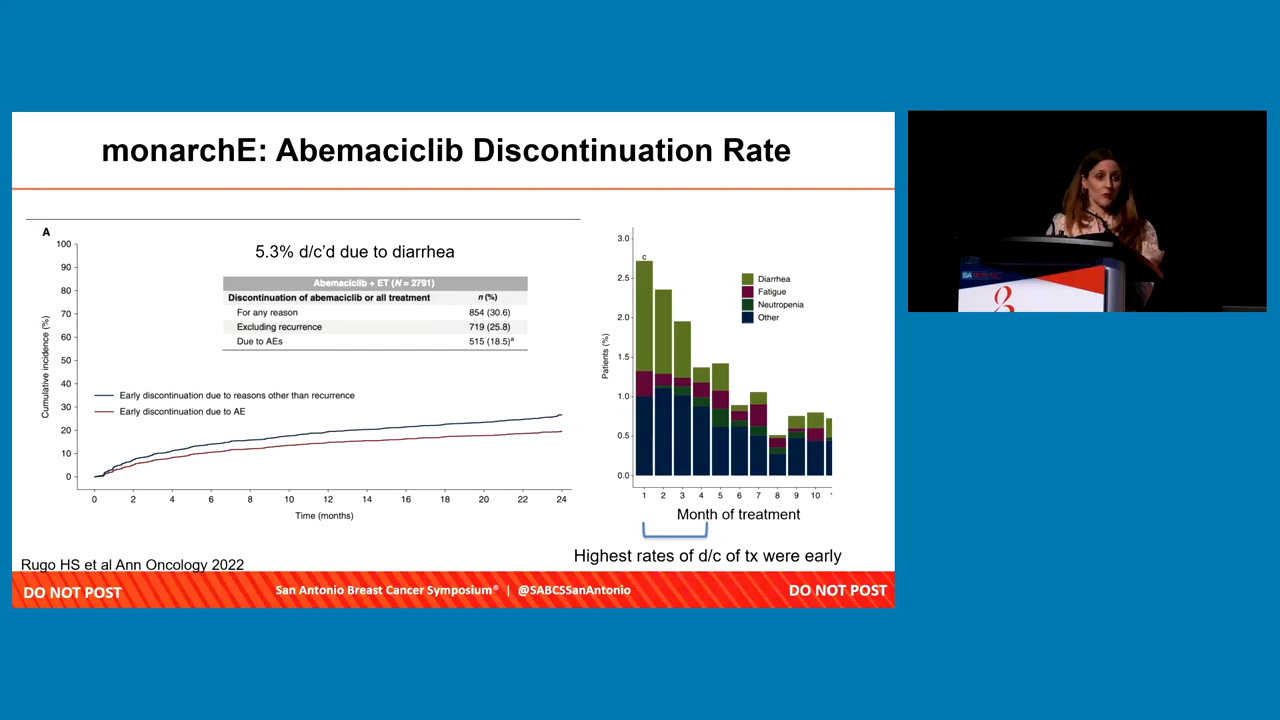 monarchE: Abemaciclib Discontinuation Rate
A
5.3% d/c’d due to diarrhea
Abemaciclib + ET (N = 2791)
Discontinuation of abemaciclib or all treatment n (%)
For any reason 854 (30.6)
Excluding recurrence 719 (25.8)
Due to AEs 515 (18.5)a
Cumulative incidence (%)
100
90
80
70
60
50
40
30
20
10
0
Early discontinuation due to reasons other than recurrence
Early discontinuation due to AE
0 2 4 6 8 10 12 14 16 18 20 22 24
Time (months)
Patients (%)
3.0
2.5
2.0
1.5
1.0
0.5
0.0
c
Diarrhea
Fatigue
Neutropenia
Other
1 2 3 4 5 6 7 8 9 10
Month of treatment
Highest rates of d/c of tx were early
Rugo HS et al Ann Oncology 2022
DO NOT POST San Antonio Breast Cancer Symposium® | @SABCSSanAntonio DO NOT POST